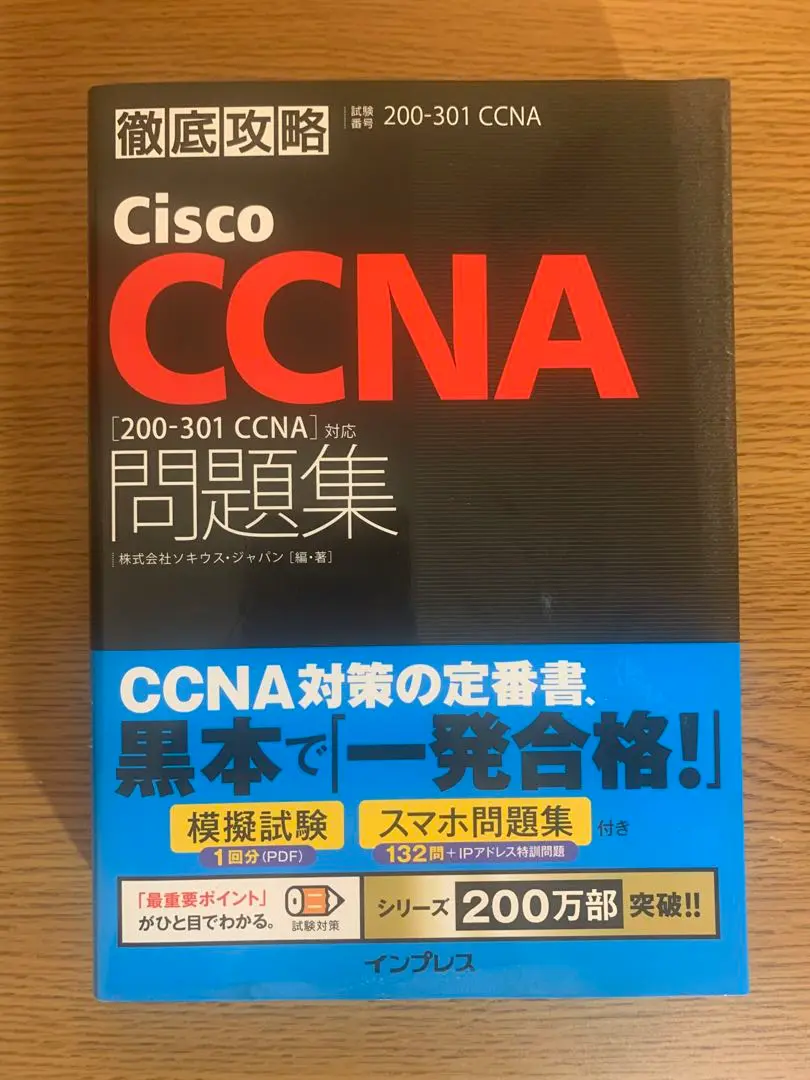 徹底攻略
試験番号 200-301 CCNA
Cisco
CCNA
[200-301 CCNA] 対応
問題集
株式会社ソキウス・ジャパン [編・著]
CCNA対策の定番書、
黒本で「一発合格!」
模擬試験
1回分(PDF)
スマホ問題集
132問+IPアドレス特訓問題
付き
「最重要ポイント」
がひと目でわかる。
試験対策
シリーズ 200万部 突破!!
インプレス